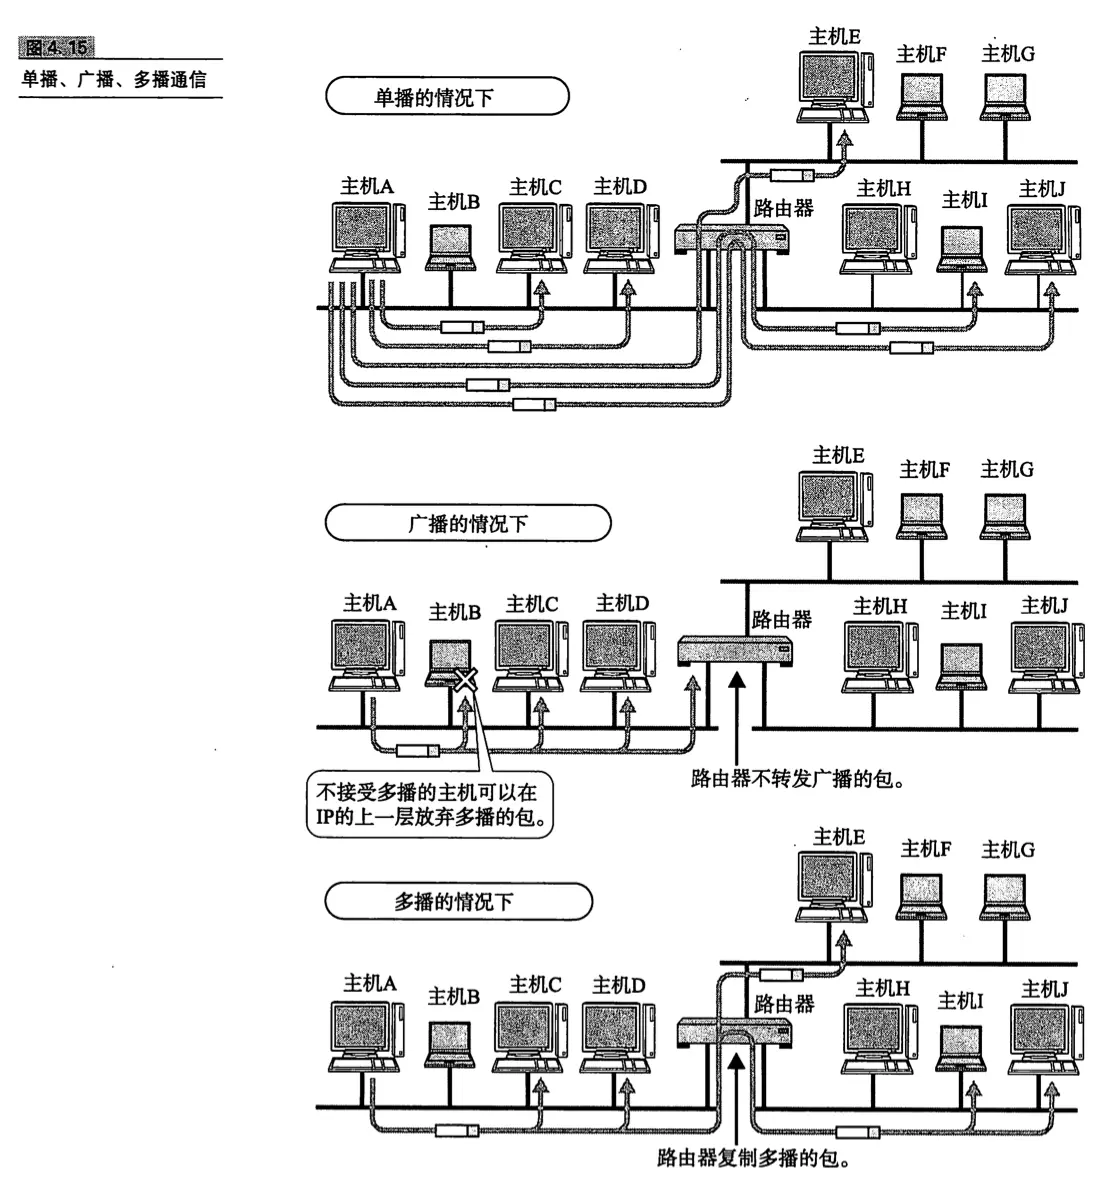 图4.15
单播、广播、多播通信
单播的情况下
主机E
主机F
主机G
主机A
主机B
主机C
主机D
路由器
主机H
主机I
主机J
广播的情况下
主机E
主机F
主机G
主机A
主机B
主机C
主机D
路由器
主机H
主机I
主机J
路由器不转发广播的包。
不接受多播的主机可以在
IP的上一层放弃多播的包。
多播的情况下
主机E
主机F
主机G
主机A
主机B
主机C
主机D
路由器
主机H
主机I
主机J
路由器复制多播的包。